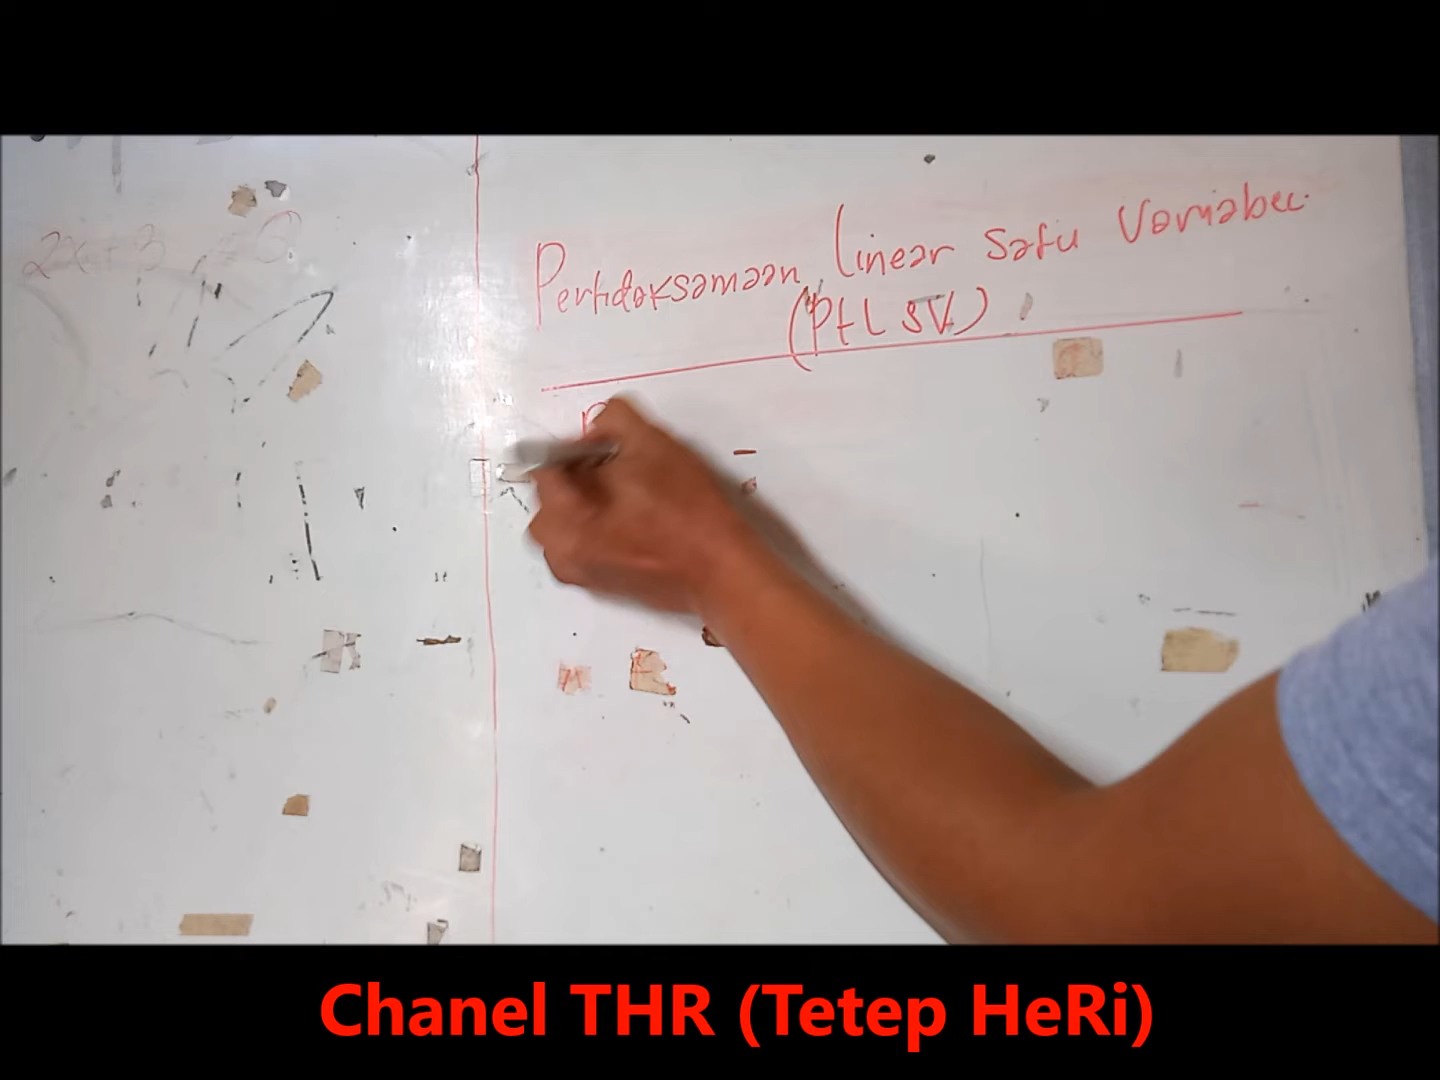 Pertidaksamaan Linear Satu Variabel
(PtLSV)
Chanel THR (Tetep HeRi)